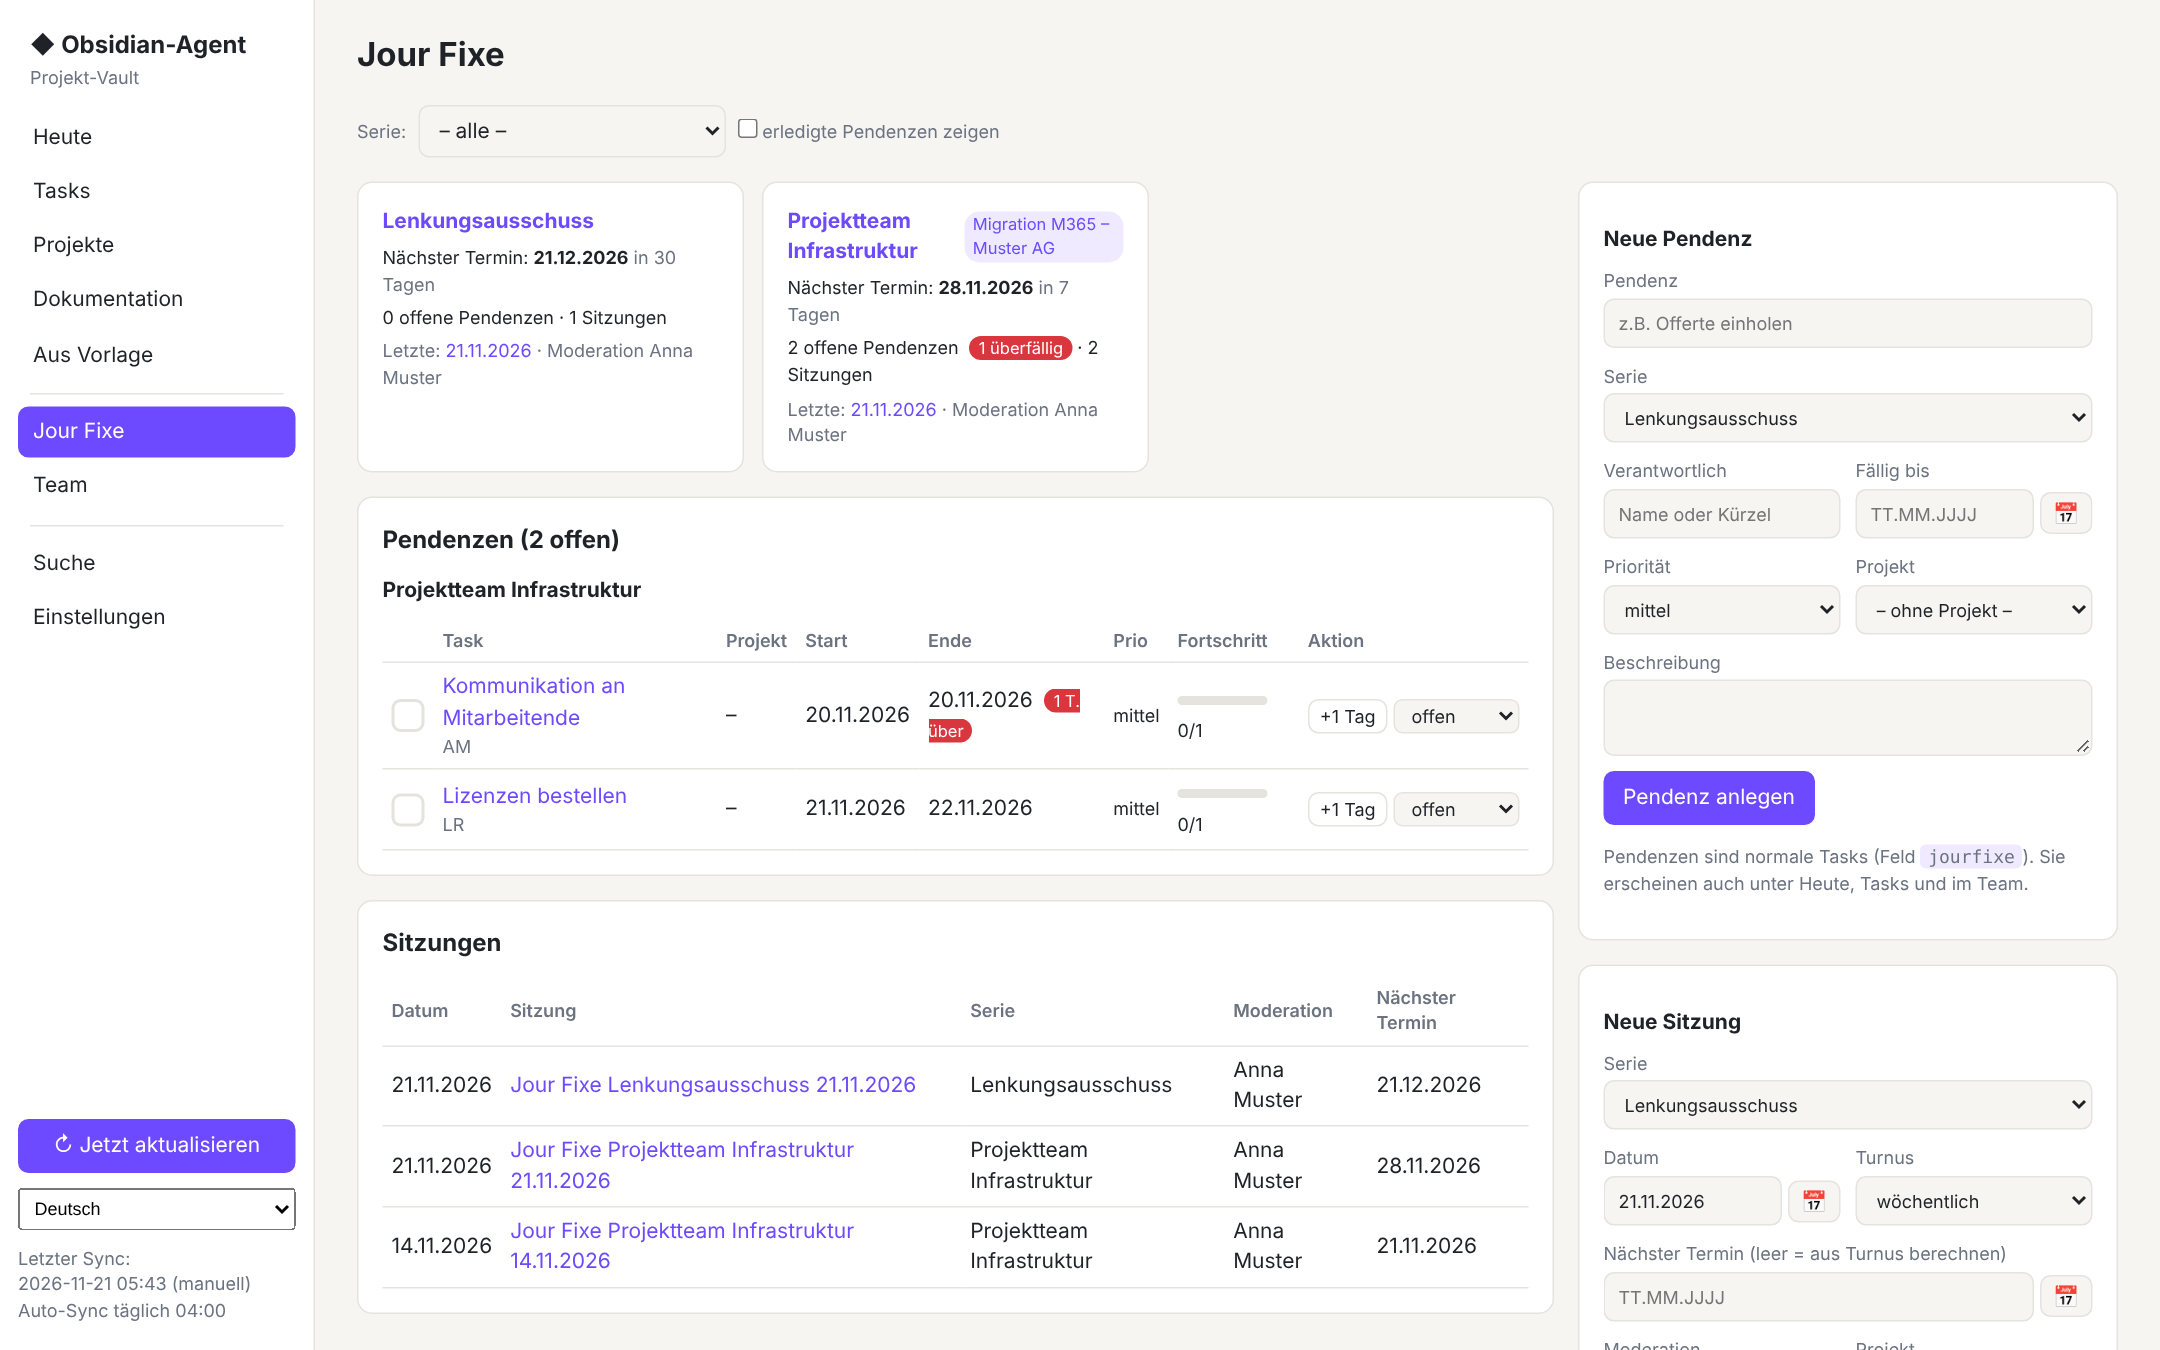 ◆ Obsidian-Agent
Projekt-Vault
Heute
Tasks
Projekte
Dokumentation
Aus Vorlage
Jour Fixe
Team
Suche
Einstellungen
↻ Jetzt aktualisieren
Deutsch
Letzter Sync:
2026-11-21 05:43 (manuell)
Auto-Sync täglich 04:00
Jour Fixe
Serie: – alle – erledigte Pendenzen zeigen
Lenkungsausschuss
Nächster Termin: 21.12.2026 in 30
Tagen
0 offene Pendenzen · 1 Sitzungen
Letzte: 21.11.2026 · Moderation Anna
Muster
Projektteam
Infrastruktur
Migration M365 –
Muster AG
Nächster Termin: 28.11.2026 in 7
Tagen
2 offene Pendenzen 1 überfällig · 2
Sitzungen
Letzte: 21.11.2026 · Moderation Anna
Muster
Pendenzen (2 offen)
Projektteam Infrastruktur
Task Projekt Start Ende Prio Fortschritt Aktion
Kommunikation an
Mitarbeitende
AM
– 20.11.2026 20.11.2026 1 T.
über
mittel 0/1 +1 Tag offen
Lizenzen bestellen
LR
– 21.11.2026 22.11.2026 mittel 0/1 +1 Tag offen
Sitzungen
Datum Sitzung Serie Moderation Nächster
Termin
21.11.2026 Jour Fixe Lenkungsausschuss 21.11.2026 Lenkungsausschuss Anna
Muster
21.12.2026
21.11.2026 Jour Fixe Projektteam Infrastruktur
21.11.2026
Projektteam
Infrastruktur
Anna
Muster
28.11.2026
14.11.2026 Jour Fixe Projektteam Infrastruktur
14.11.2026
Projektteam
Infrastruktur
Anna
Muster
21.11.2026
Neue Pendenz
Pendenz
z.B. Offerte einholen
Serie
Lenkungsausschuss
Verantwortlich Fällig bis
Name oder Kürzel TT.MM.JJJJ
Priorität Projekt
mittel – ohne Projekt –
Beschreibung
Pendenz anlegen
Pendenzen sind normale Tasks (Feld jourfixe). Sie
erscheinen auch unter Heute, Tasks und im Team.
Neue Sitzung
Serie
Lenkungsausschuss
Datum Turnus
21.11.2026 wöchentlich
Nächster Termin (leer = aus Turnus berechnen)
TT.MM.JJJJ
Moderation Projekt